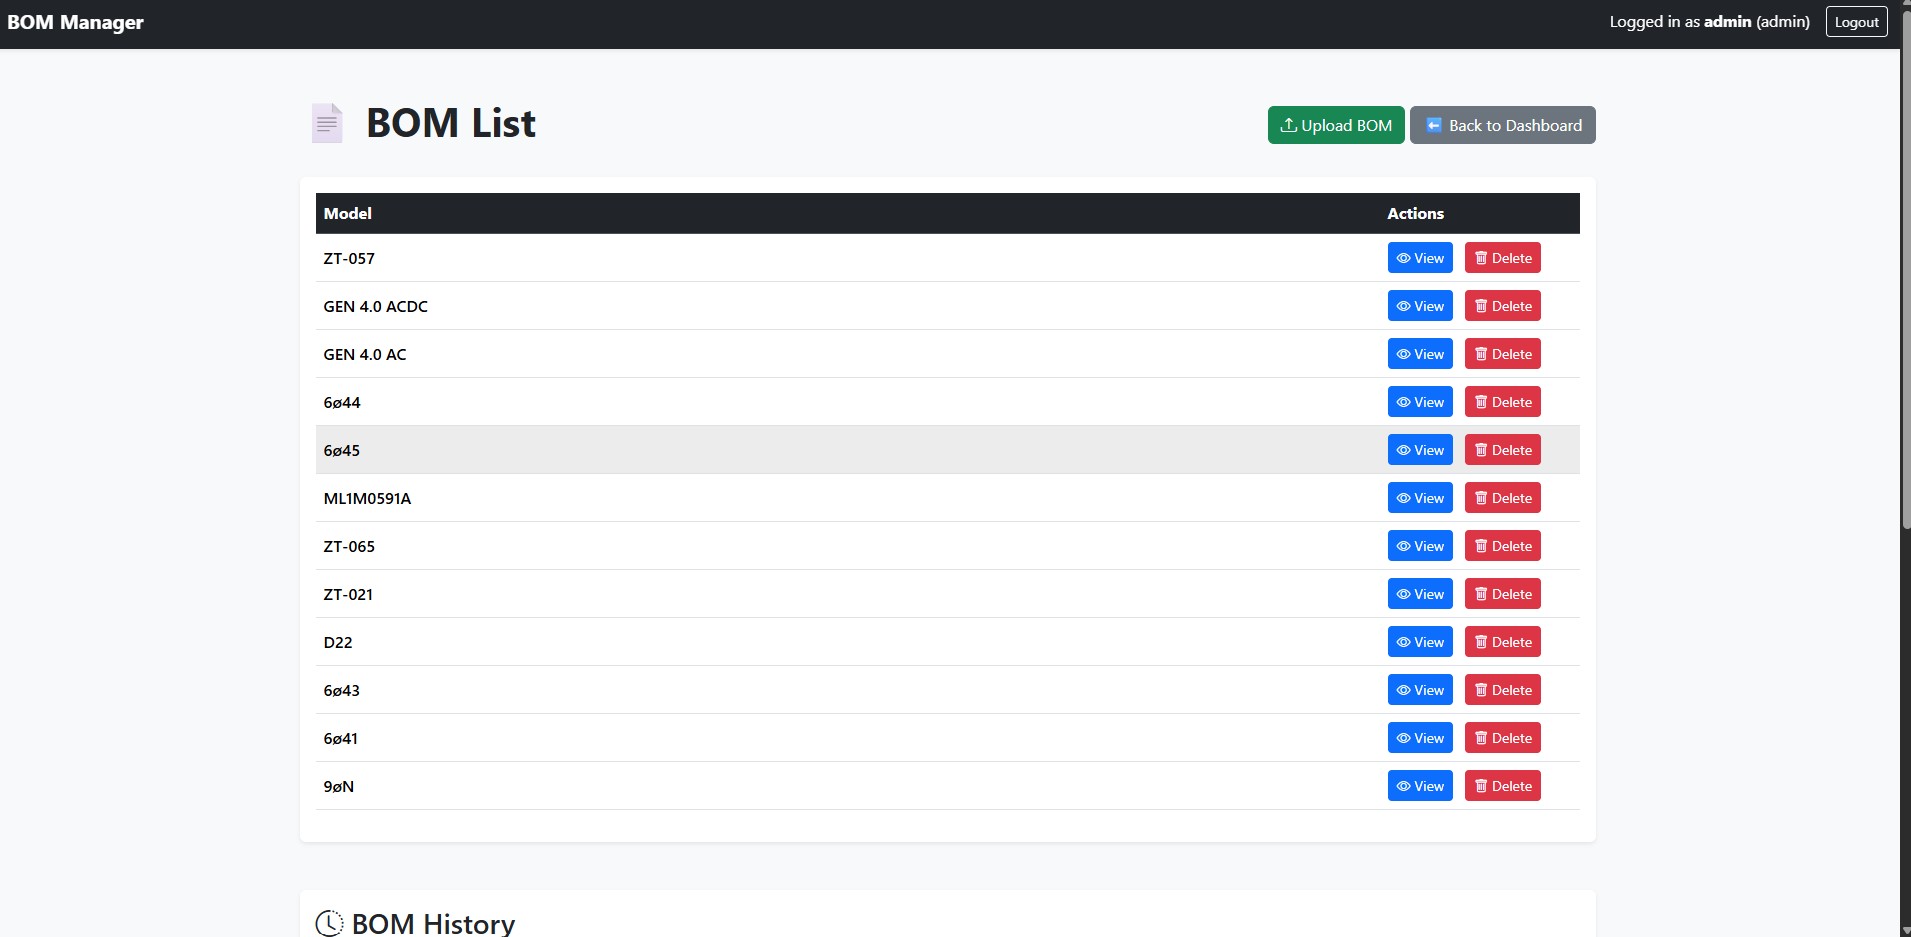 BOM Manager
Logged in as admin (admin) Logout
BOM List
Upload BOM Back to Dashboard
Model Actions
ZT-057 View Delete
GEN 4.0 ACDC View Delete
GEN 4.0 AC View Delete
6ø44 View Delete
6ø45 View Delete
ML1M0591A View Delete
ZT-065 View Delete
ZT-021 View Delete
D22 View Delete
6ø43 View Delete
6ø41 View Delete
9øN View Delete
BOM History